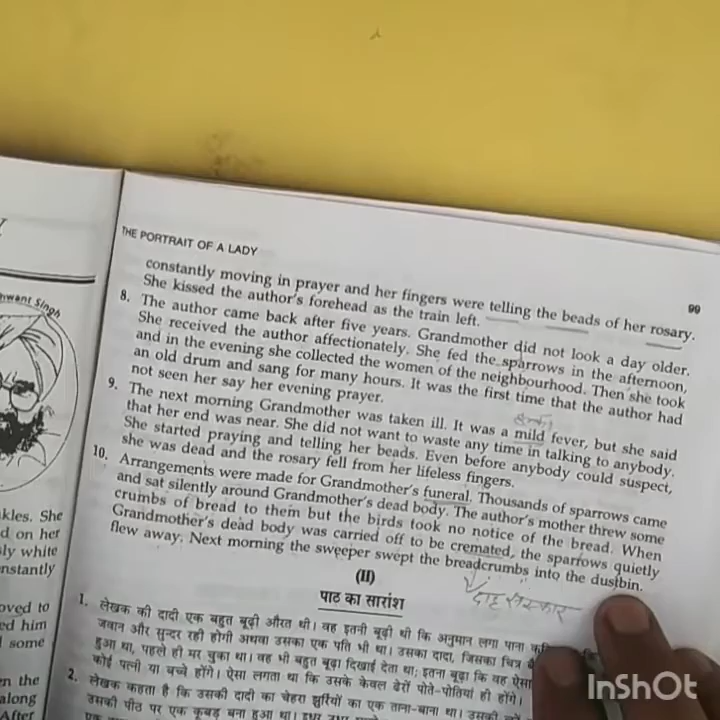 THE PORTRAIT OF A LADY
99
constantly moving in prayer and her fingers were telling the beads of her rosary.
She kissed the author's forehead as the train left.
8. The author came back after five years. Grandmother did not look a day older.
She received the author affectionately. She fed the sparrows in the afternoon,
and in the evening she collected the women of the neighbourhood. Then she took
an old drum and sang for many hours. It was the first time that the author had
not seen her say her evening prayer.
9. The next morning Grandmother was taken ill. It was a mild fever, but she said
that her end was near. She did not want to waste any time in talking to anybody.
She started praying and telling her beads. Even before anybody could suspect,
she was dead and the rosary fell from her lifeless fingers.
10. Arrangements were made for Grandmother's funeral. Thousands of sparrows came
and sat silently around Grandmother's dead body. The author's mother threw some
crumbs of bread to them but the birds took no notice of the bread. When
Grandmother's dead body was carried off to be cremated, the sparrows quietly
flew away. Next morning the sweeper swept the breadcrumbs into the dustbin.
दाह संस्कार
(II)
पाठ का सारांश
1. लेखक की दादी एक बहुत बूढ़ी औरत थी। वह इतनी बूढ़ी थी कि अनुमान लगा पाना
जवान और सुन्दर रही होगी अथवा उसका एक पति भी था। उसका दादा, जिसका चित्र
हुआ था, पहले ही मर चुका था। वह भी बहुत बूढ़ा दिखाई देता था; इतना बूढ़ा कि वह
कोई पत्नी या बच्चे होंगे। ऐसा लगता था कि उसके केवल ढेरों पोते-पोतियां ही होंगे।
2. लेखक कहता है कि उसकी दादी का चेहरा झुर्रियों का एक ताना-बाना था।
उसकी पीठ पर एक कूबड़ बना हुआ था।
Singh
She
on her
white
to
him
some
the
along
After
InShOt